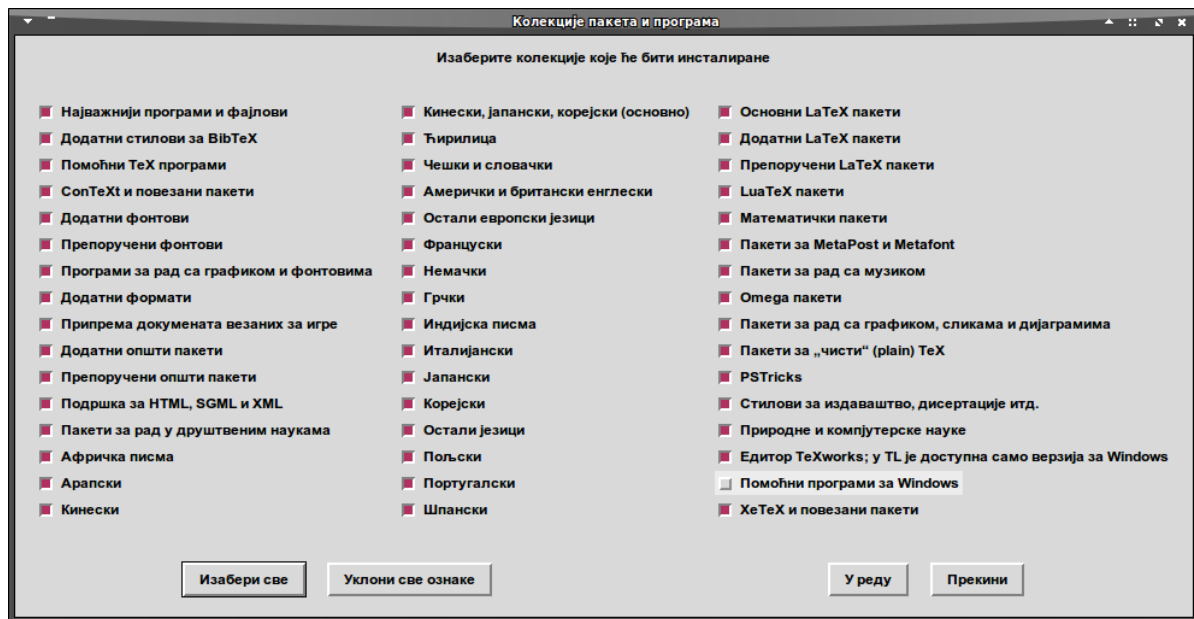 Колекције пакета и програма
Изаберите колекције које ће бити инсталиране
Најважнији програми и фајлови
Додатни стилови за BibTeX
Помоћни TeX програми
ConTeXt и повезани пакети
Додатни фонтови
Препоручени фонтови
Програми за рад са графиком и фонтовима
Додатни формати
Припрема докумената везаних за игре
Додатни општи пакети
Препоручени општи пакети
Подршка за HTML, SGML и XML
Пакети за рад у друштвеним наукама
Афричка писма
Арапски
Кинески
Кинески, јапански, корејски (основно)
Ћирилица
Чешки и словачки
Амерички и британски енглески
Остали европски језици
Француски
Немачки
Грчки
Индијска писма
Италијански
Јапански
Корејски
Остали језици
Пољски
Португалски
Шпански
Основни LaTeX пакети
Додатни LaTeX пакети
Препоручени LaTeX пакети
LuaTeX пакети
Математички пакети
Пакети за MetaPost и Metafont
Пакети за рад са музиком
Omega пакети
Пакети за рад са графиком, сликама и дијаграмима
Пакети за „чисти“ (plain) TeX
PSTricks
Стилови за издаваштво, дисертације итд.
Природне и компјутерске науке
Едитор TeXworks; у TL је доступна само верзија за Windows
Помоћни програми за Windows
XeTeX и повезани пакети
Изабери све
Уклони све ознаке
У реду
Прекини